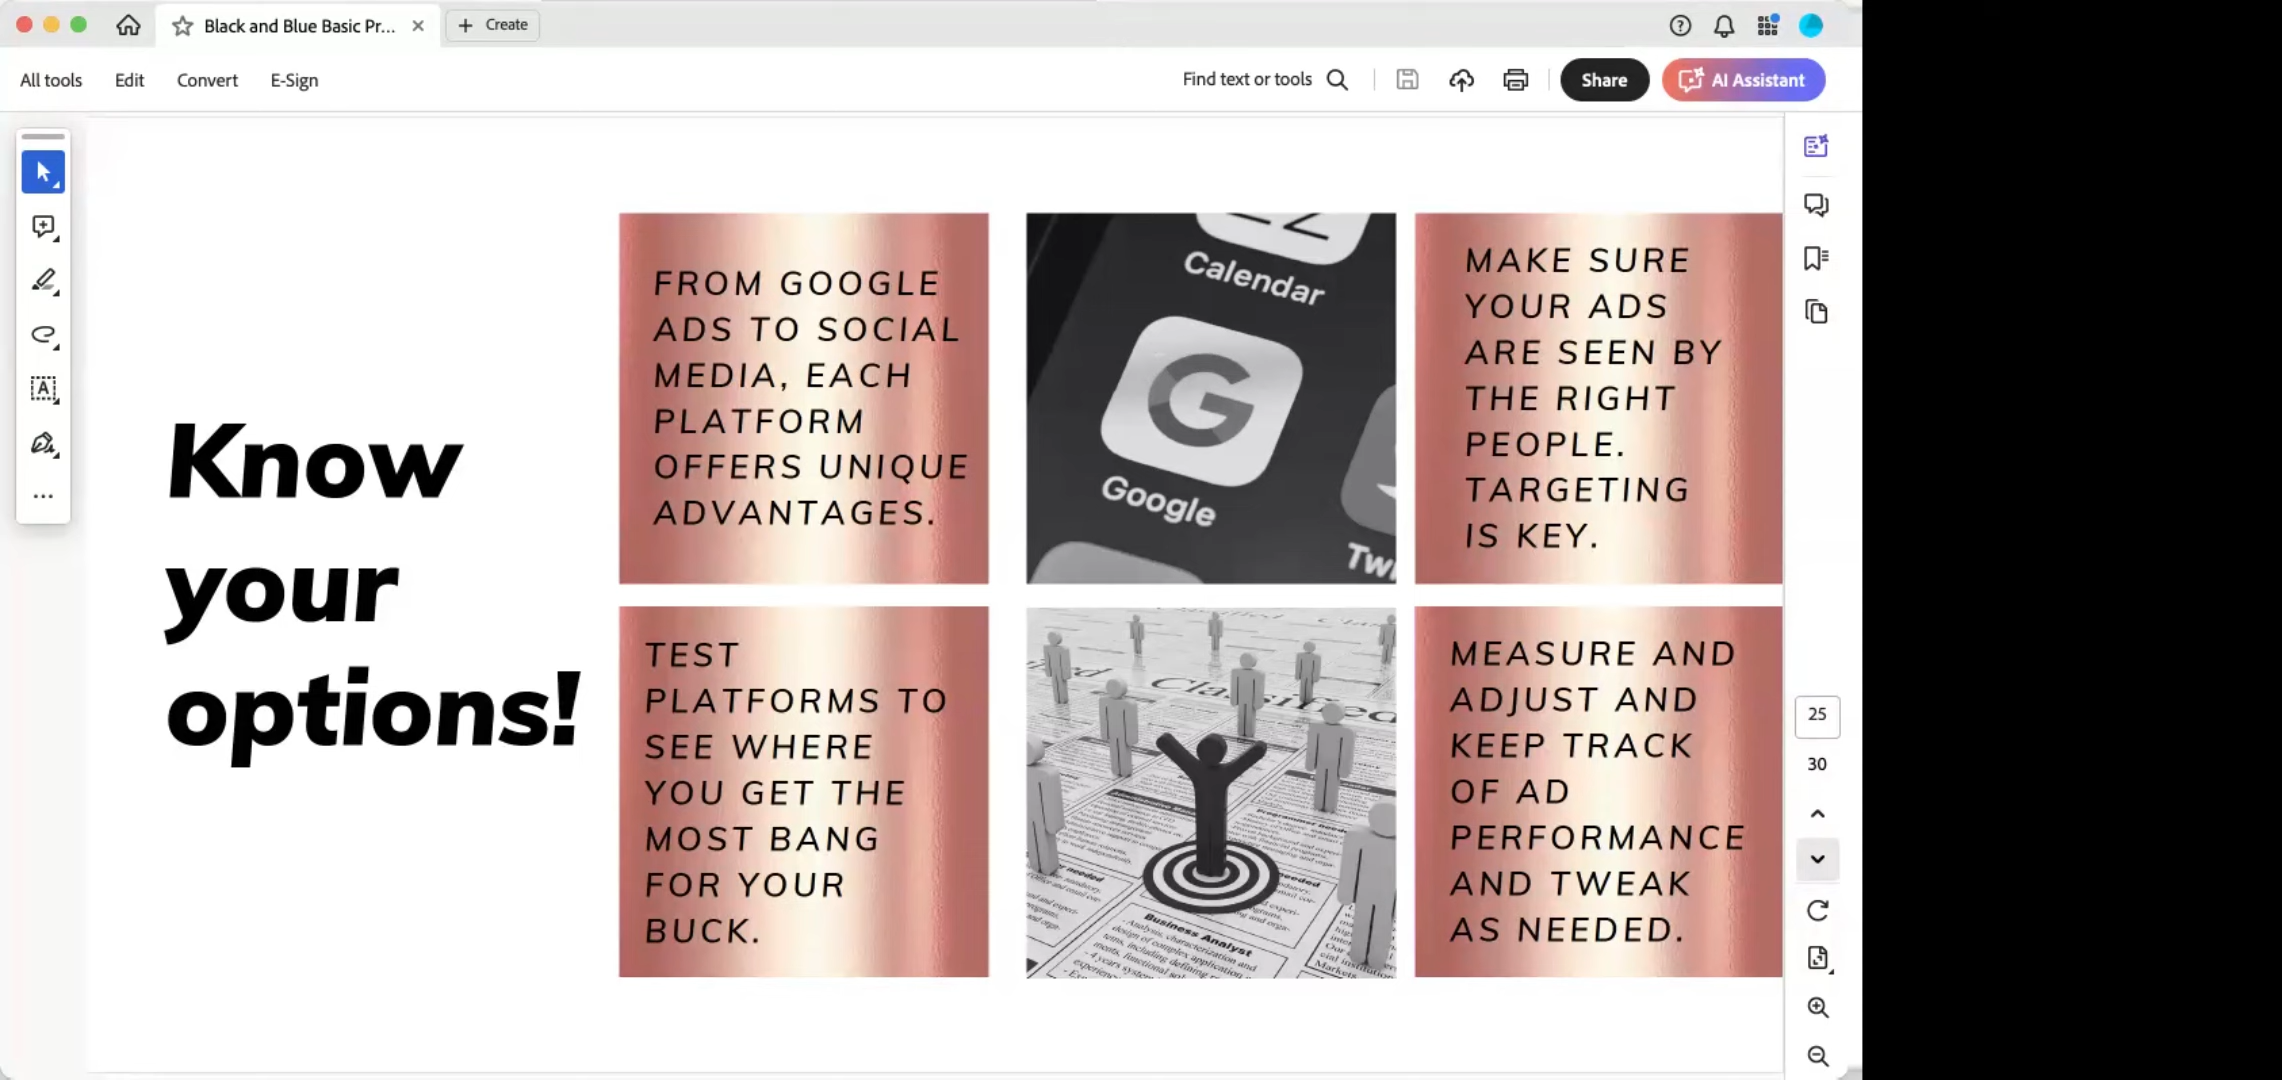 Black and Blue Basic Pr...
Create
All tools
Edit
Convert
E-Sign
Find text or tools
Share
AI Assistant
Know
your
options!
FROM GOOGLE
ADS TO SOCIAL
MEDIA, EACH
PLATFORM
OFFERS UNIQUE
ADVANTAGES.
Calendar
Google
Twi
MAKE SURE
YOUR ADS
ARE SEEN BY
THE RIGHT
PEOPLE.
TARGETING
IS KEY.
TEST
PLATFORMS TO
SEE WHERE
YOU GET THE
MOST BANG
FOR YOUR
BUCK.
Classified
Business Analyst
MEASURE AND
ADJUST AND
KEEP TRACK
OF AD
PERFORMANCE
AND TWEAK
AS NEEDED.
25
30